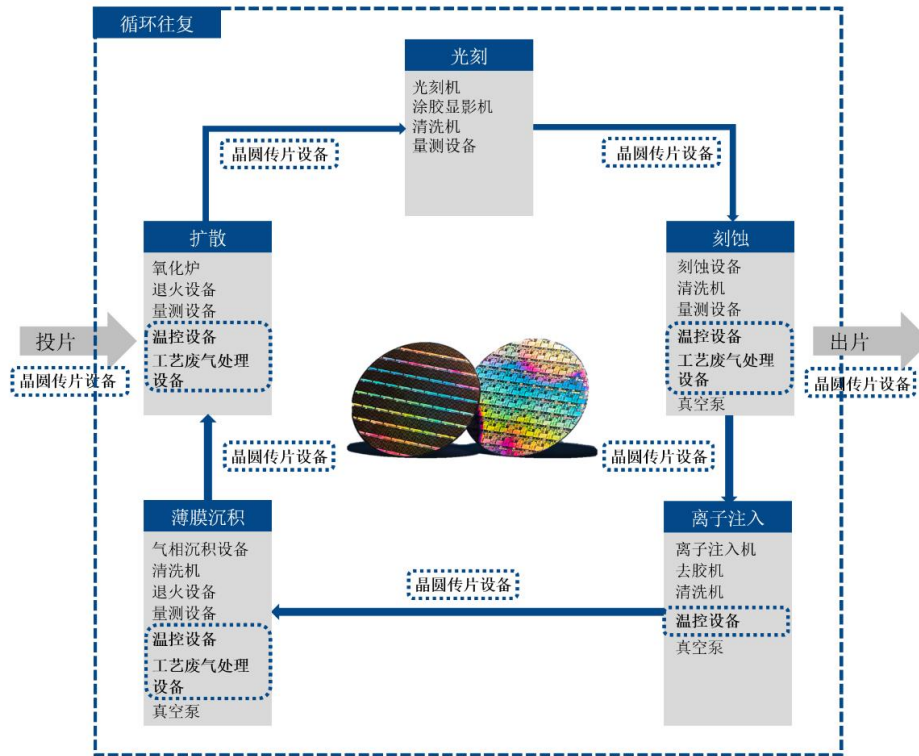 循环往复
光刻
光刻机
涂胶显影机
清洗机
量测设备
晶圆传片设备
晶圆传片设备
扩散
氧化炉
退火设备
量测设备
温控设备
工艺废气处理
设备
刻蚀
刻蚀设备
清洗机
量测设备
温控设备
工艺废气处理
设备
真空泵
投片
晶圆传片设备
出片
晶圆传片设备
晶圆传片设备
晶圆传片设备
薄膜沉积
气相沉积设备
清洗机
退火设备
量测设备
温控设备
工艺废气处理
设备
真空泵
晶圆传片设备
离子注入
离子注入机
去胶机
清洗机
温控设备
真空泵